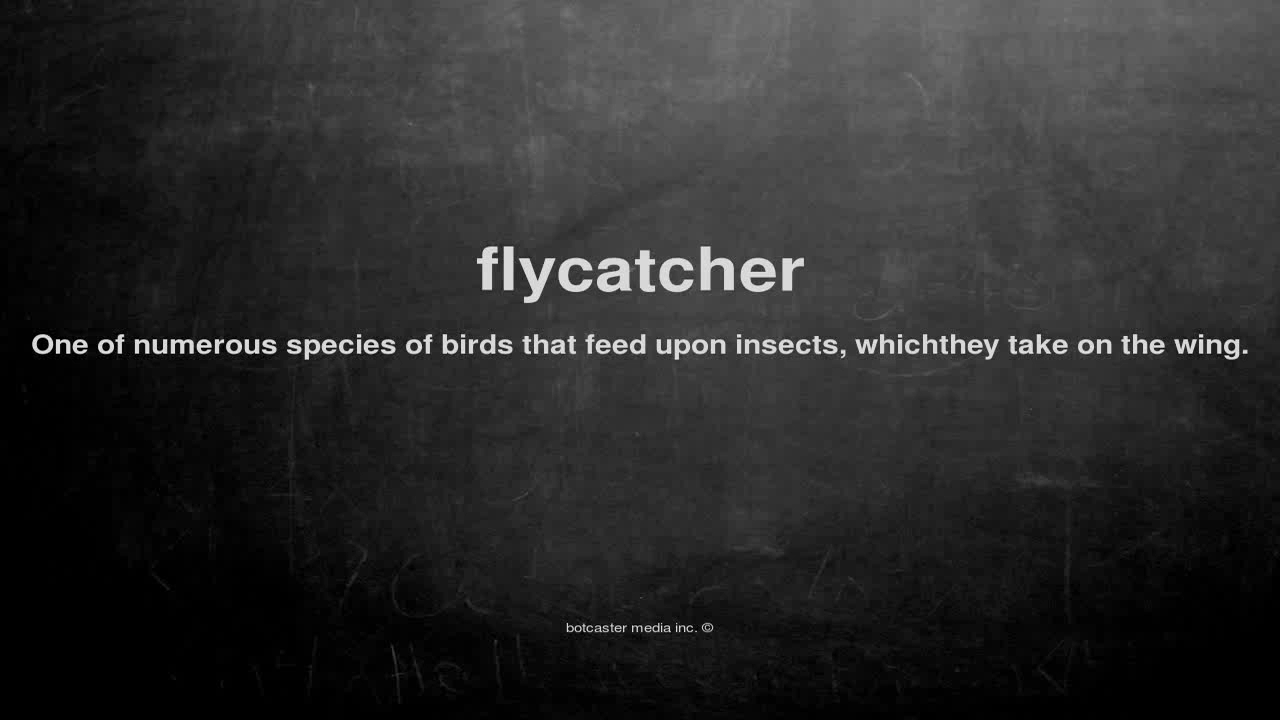 flycatcher
One of numerous species of birds that feed upon insects, whichthey take on the wing.
botcaster media inc. ©